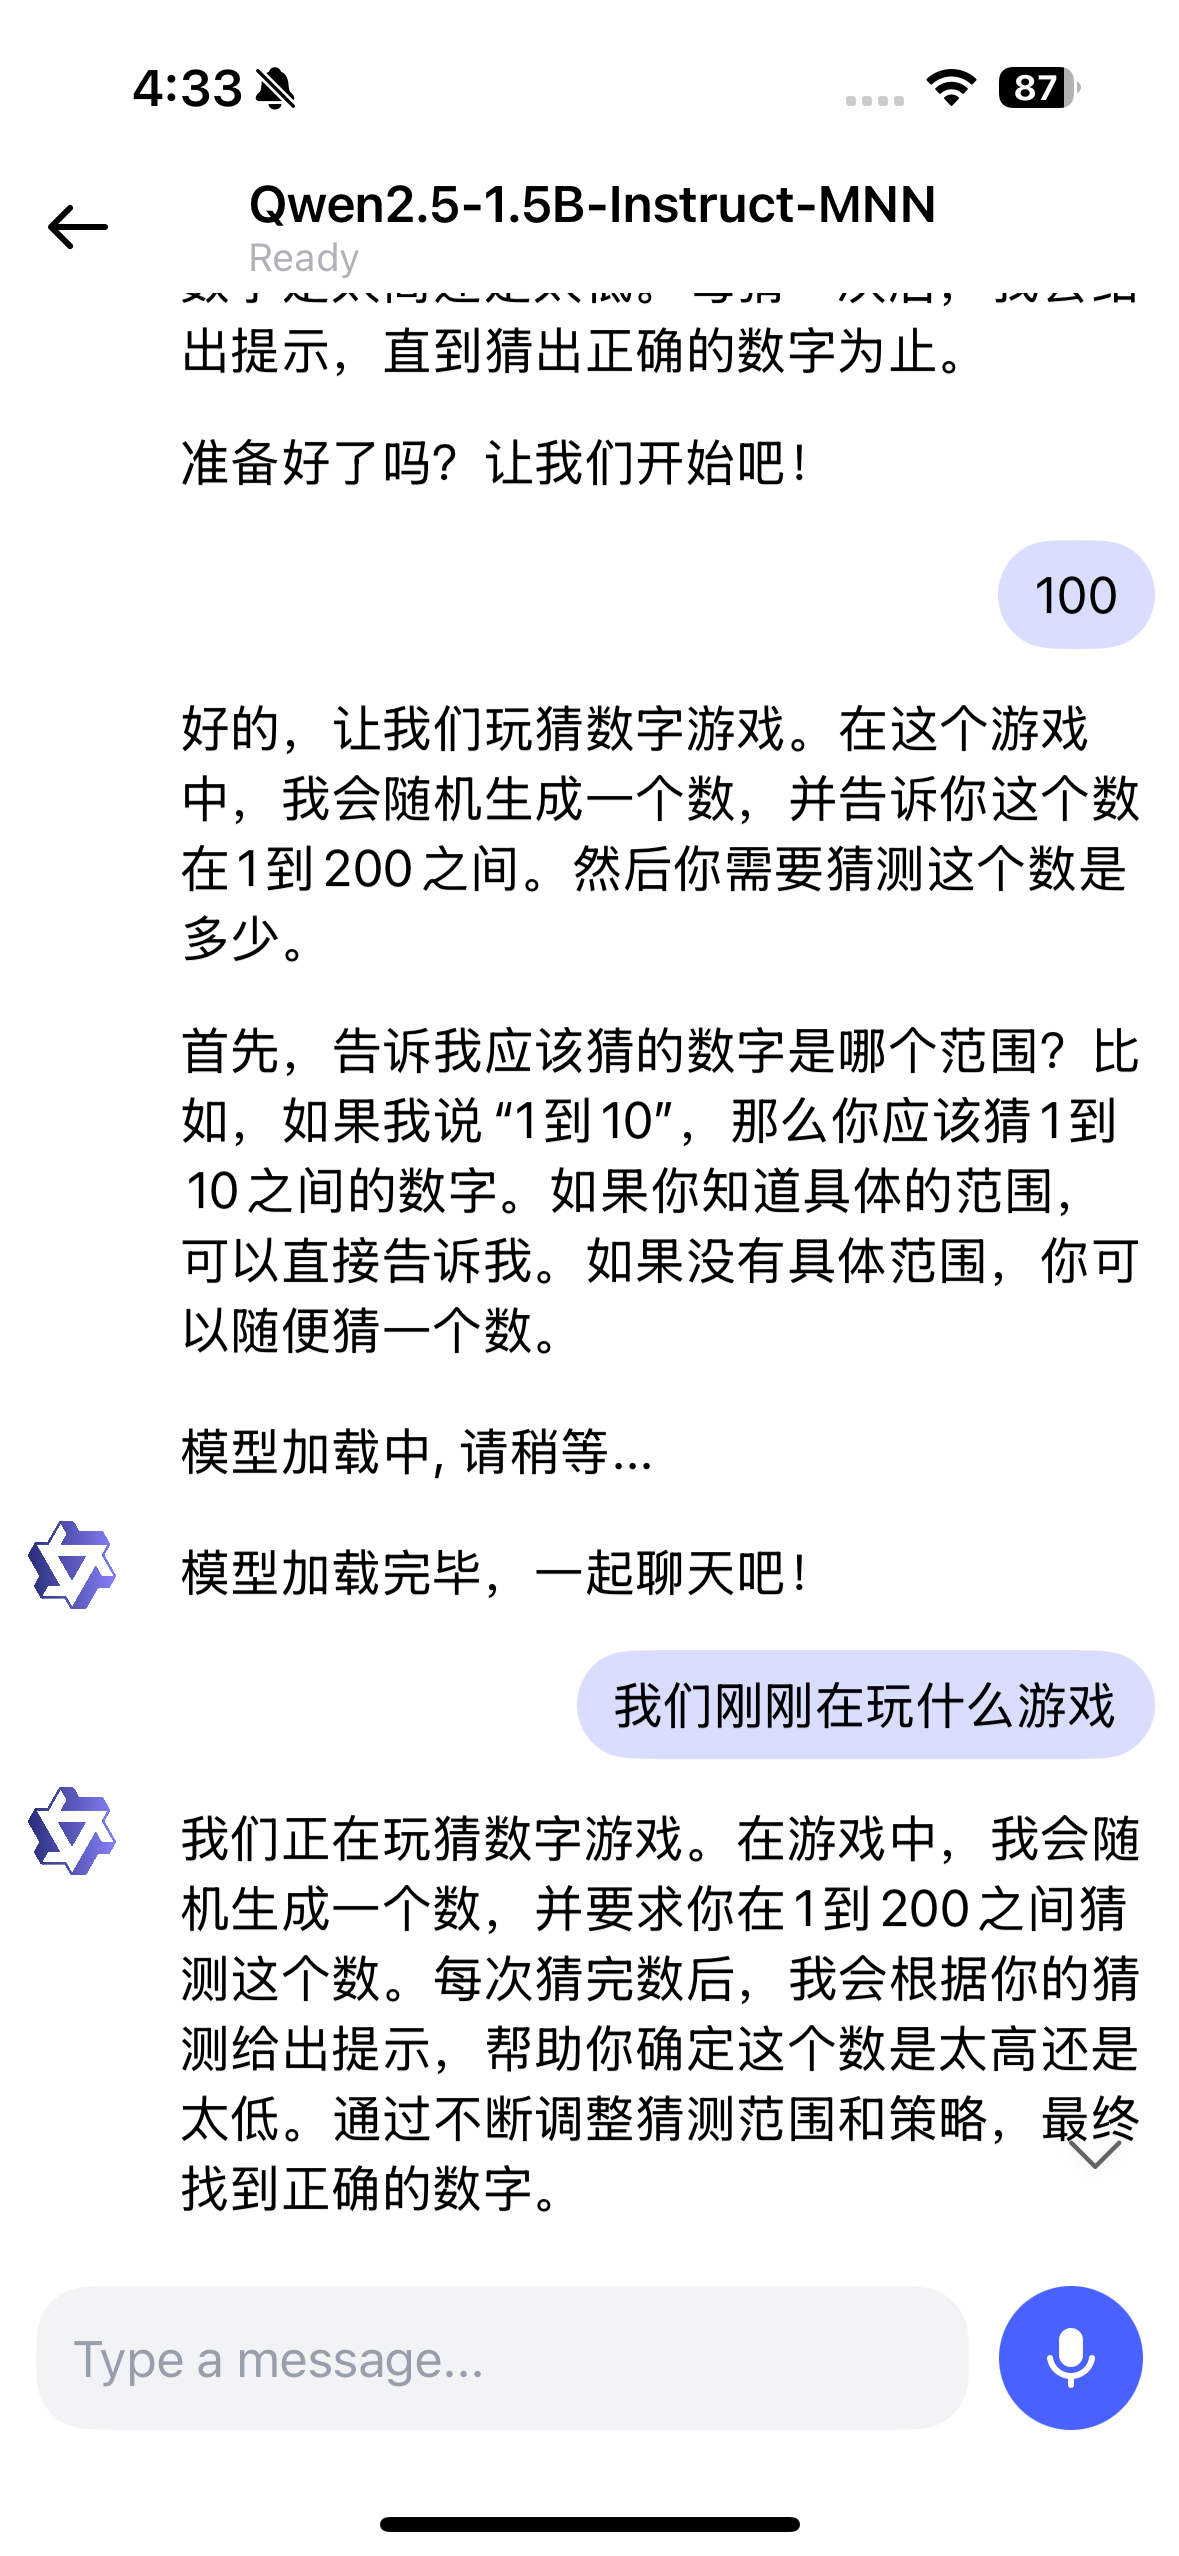 4:33
87
Qwen2.5-1.5B-Instruct-MNN
Ready
出提示，直到猜出正确的数字为止。
准备好了吗？让我们开始吧！
100
好的，让我们玩猜数字游戏。在这个游戏
中，我会随机生成一个数，并告诉你这个数
在1到200之间。然后你需要猜测这个数是
多少。
首先，告诉我应该猜的数字是哪个范围？比
如，如果我说“1到10”，那么你应该猜1到
10之间的数字。如果你知道具体的范围，
可以直接告诉我。如果没有具体范围，你可
以随便猜一个数。
模型加载中, 请稍等...
模型加载完毕，一起聊天吧！
我们刚刚在玩什么游戏
我们正在玩猜数字游戏。在游戏中，我会随
机生成一个数，并要求你在1到200之间猜
测这个数。每次猜完数后，我会根据你的猜
测给出提示，帮助你确定这个数是太高还是
太低。通过不断调整猜测范围和策略，最终
找到正确的数字。
Type a message...